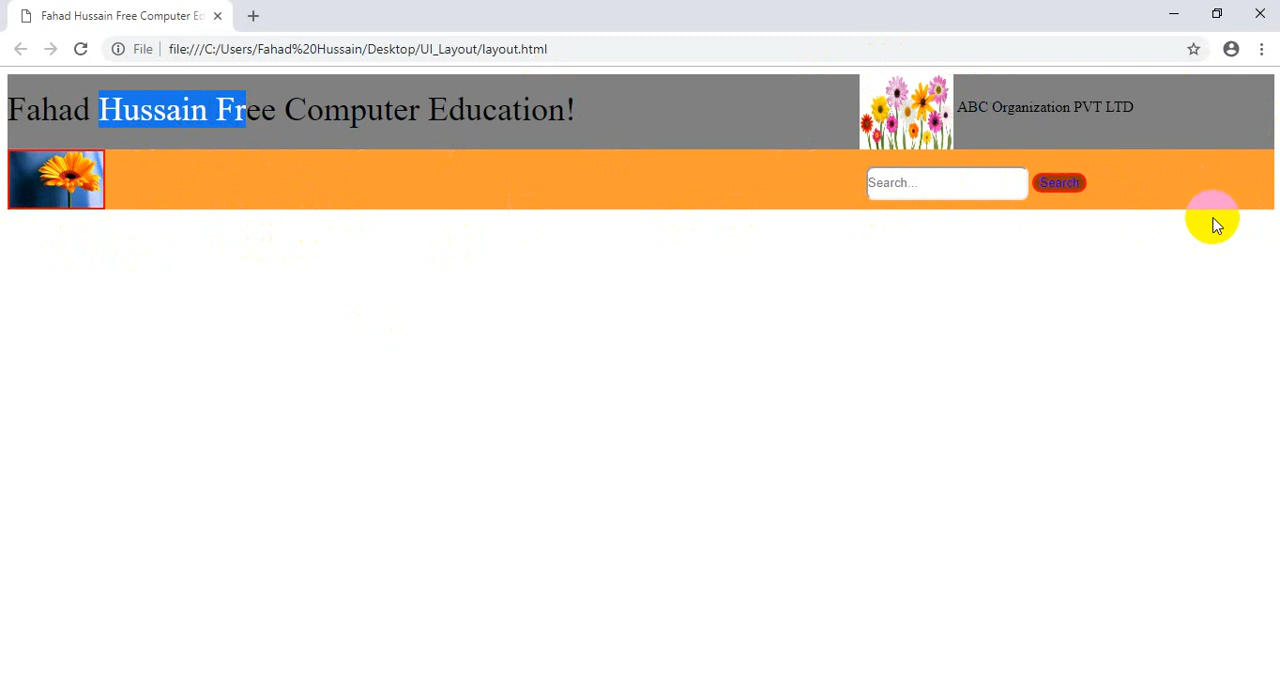 Fahad Hussain Free Computer Ed
File file:///C:/Users/Fahad%20Hussain/Desktop/UI_Layout/layout.html
Fahad Hussain Free Computer Education!
ABC Organization PVT LTD
Search...
Search